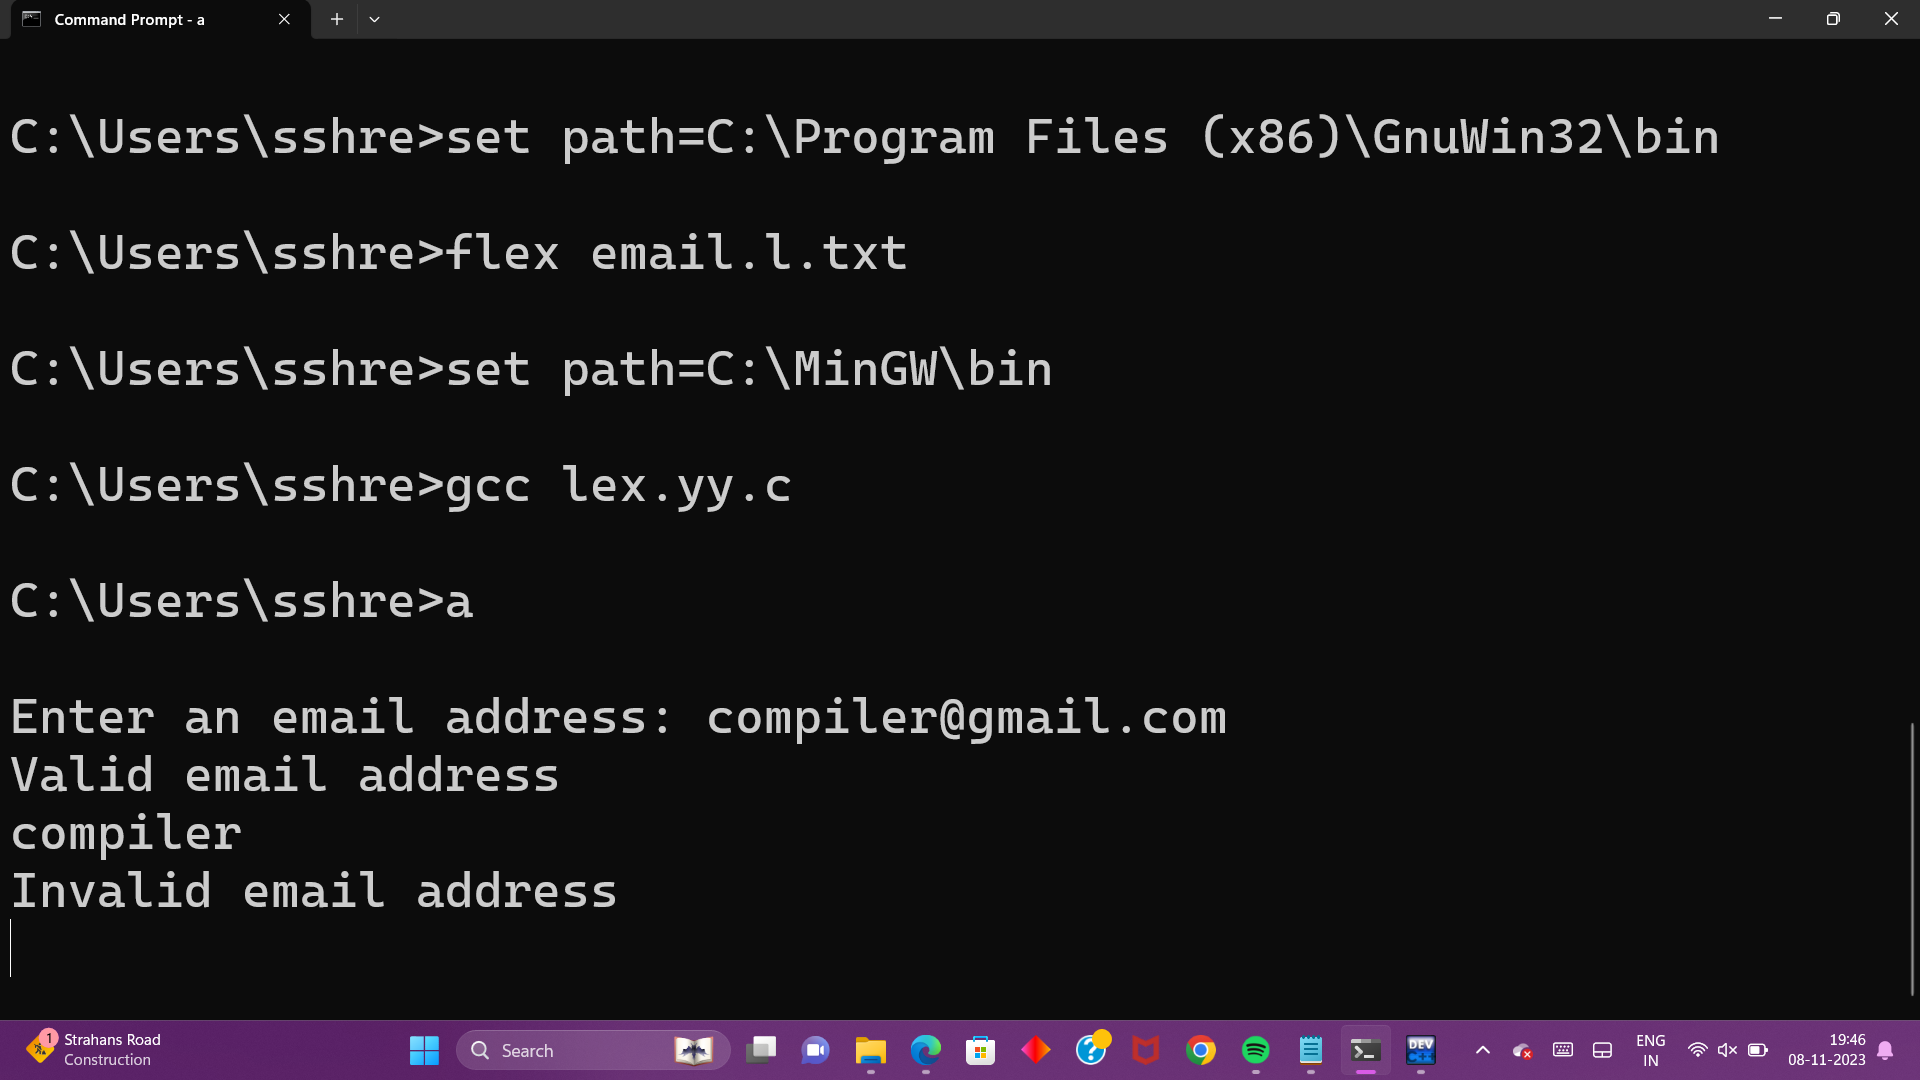 Command Prompt - a
C:\Users\sshre>set path=C:\Program Files (x86)\GnuWin32\bin
C:\Users\sshre>flex email.l.txt
C:\Users\sshre>set path=C:\MinGW\bin
C:\Users\sshre>gcc lex.yy.c
C:\Users\sshre>a
Enter an email address: compiler@gmail.com
Valid email address
compiler
Invalid email address
1
Strahans Road
Construction
Search
DEV
ENG
IN
19:46
08-11-2023